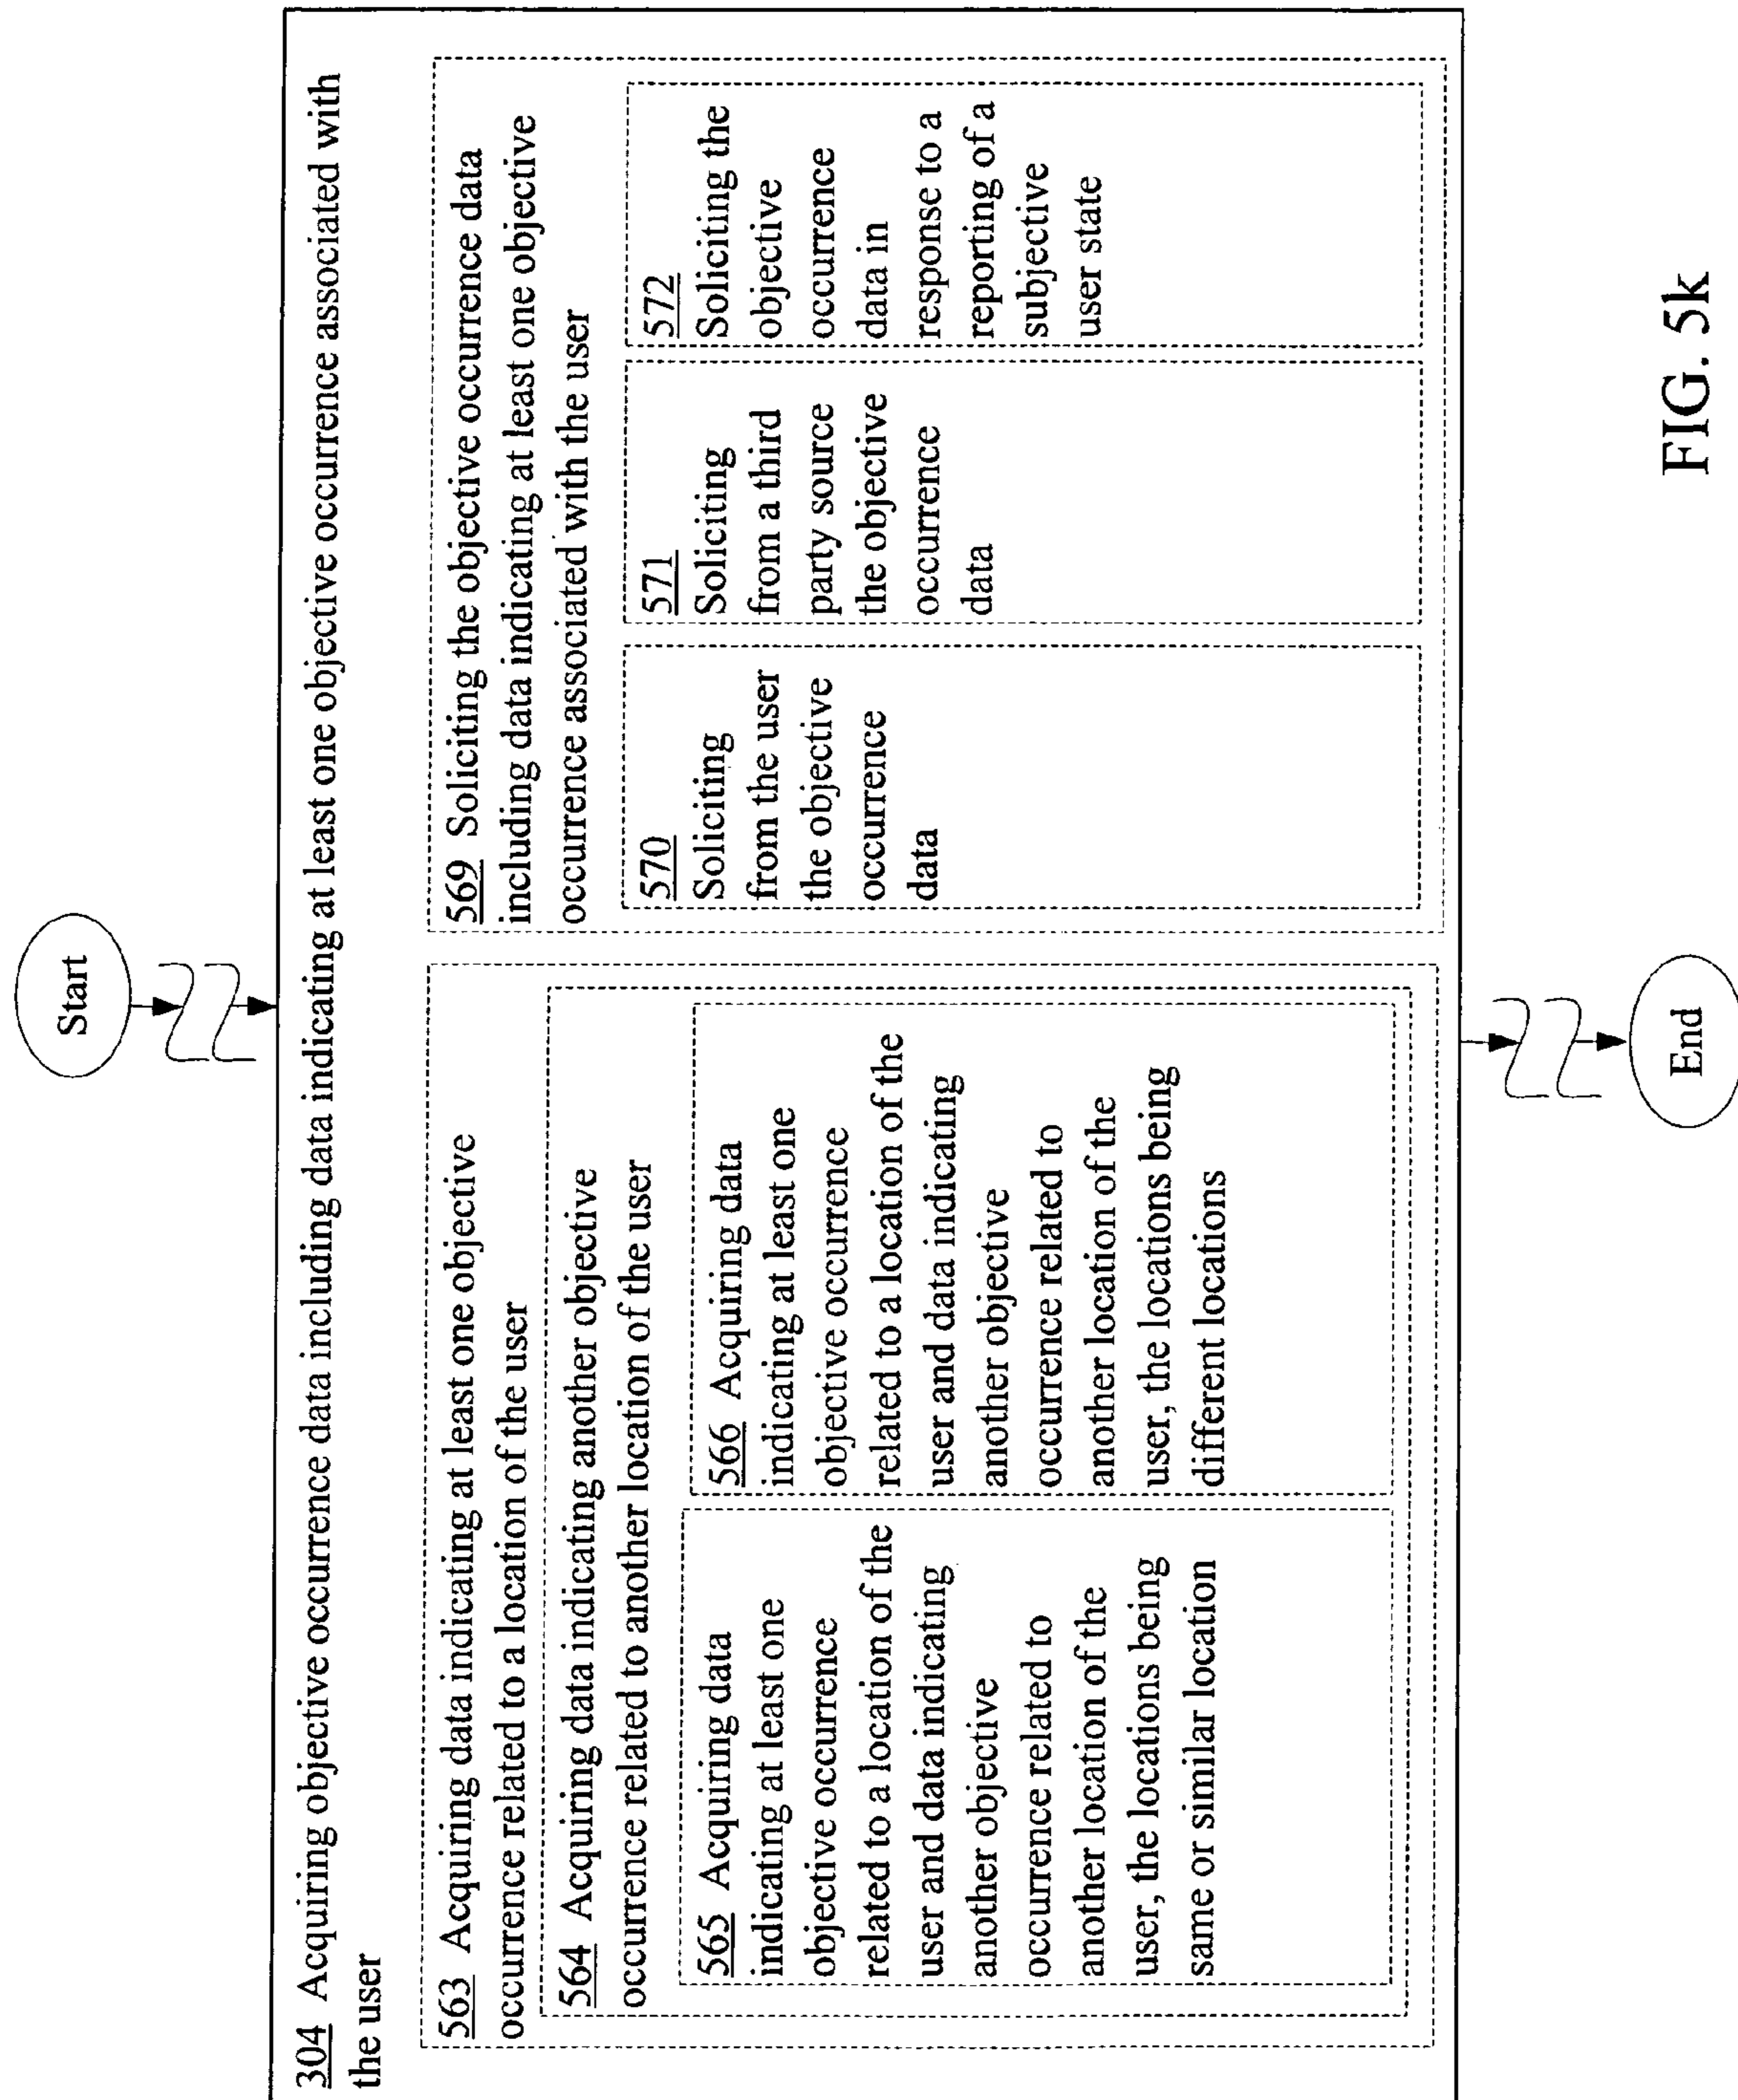 Start
304 Acquiring objective occurrence data including data indicating at least one objective occurrence associated with
the user
563 Acquiring data indicating at least one objective
occurrence related to a location of the user
564 Acquiring data indicating another objective
occurrence related to another location of the user
565 Acquiring data
indicating at least one
objective occurrence
related to a location of the
user and data indicating
another objective
occurrence related to
another location of the
user, the locations being
same or similar location
566 Acquiring data
indicating at least one
objective occurrence
related to a location of the
user and data indicating
another objective
occurrence related to
another location of the
user, the locations being
different locations
569 Soliciting the objective occurrence data
including data indicating at least one objective
occurrence associated with the user
570
Soliciting
from the user
the objective
occurrence
data
571
Soliciting
from a third
party source
the objective
occurrence
data
572
Soliciting the
objective
occurrence
data in
response to a
reporting of a
subjective
user state
End
FIG. 5k